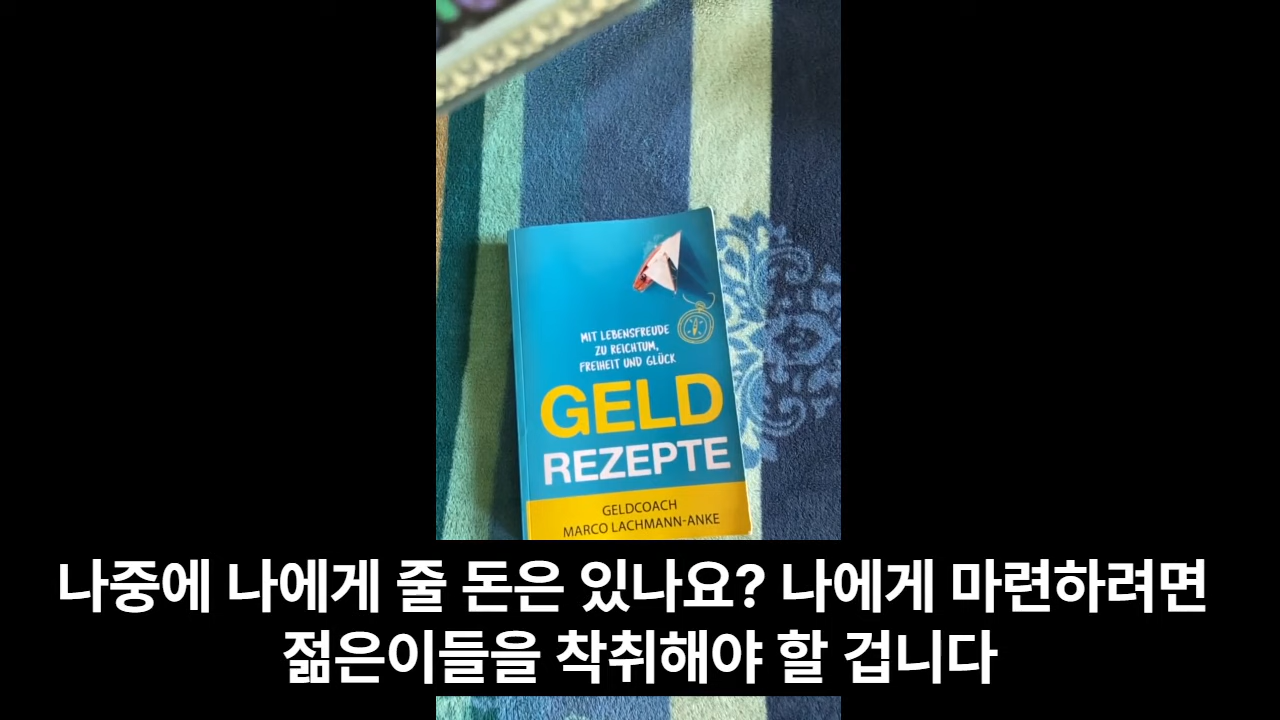 MIT LEBENSFREUDE
ZU REICHTUM,
FREIHEIT UND GLÜCK
GELD
REZEPTE
GELDCOACH
MARCO LACHMANN-ANKE
나중에 나에게 줄 돈은 있나요? 나에게 마련하려면
젊은이들을 착취해야 할 겁니다